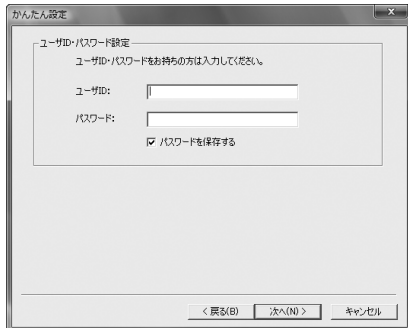 かんたん設定
ユーザID・パスワード設定
ユーザID・パスワードをお持ちの方は入力してください。
ユーザID:
パスワード:
パスワードを保存する
< 戻る(B)
次へ(N) >
キャンセル